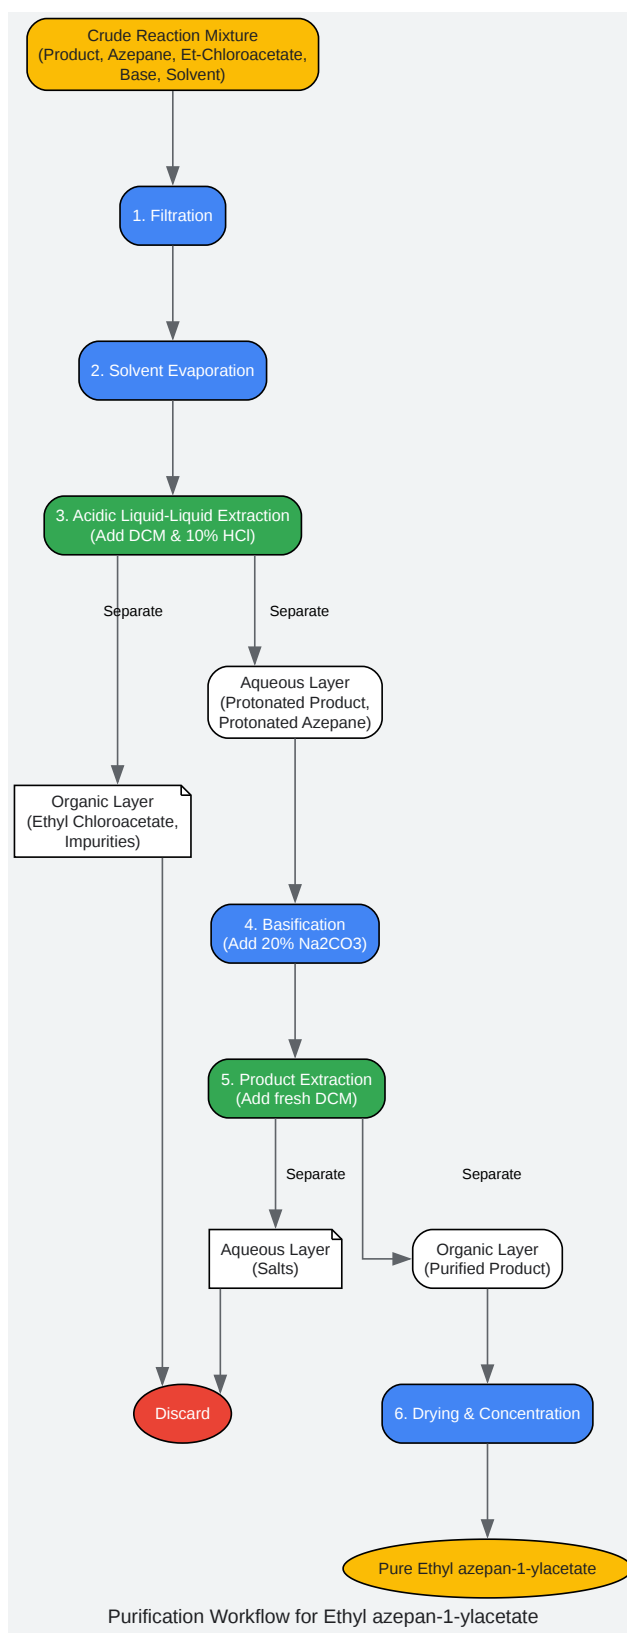 Crude Reaction Mixture
(Product, Azepane, Et-Chloroacetate,
Base, Solvent)
1. Filtration
2. Solvent Evaporation
3. Acidic Liquid-Liquid Extraction
(Add DCM & 10% HCl)
Separate
Separate
Aqueous Layer
(Protonated Product,
Protonated Azepane)
Organic Layer
(Ethyl Chloroacetate,
Impurities)
4. Basification
(Add 20% Na2CO3)
5. Product Extraction
(Add fresh DCM)
Separate
Separate
Aqueous Layer
(Salts)
Organic Layer
(Purified Product)
Discard
6. Drying & Concentration
Pure Ethyl azepan-1-ylacetate
Purification Workflow for Ethyl azepan-1-ylacetate